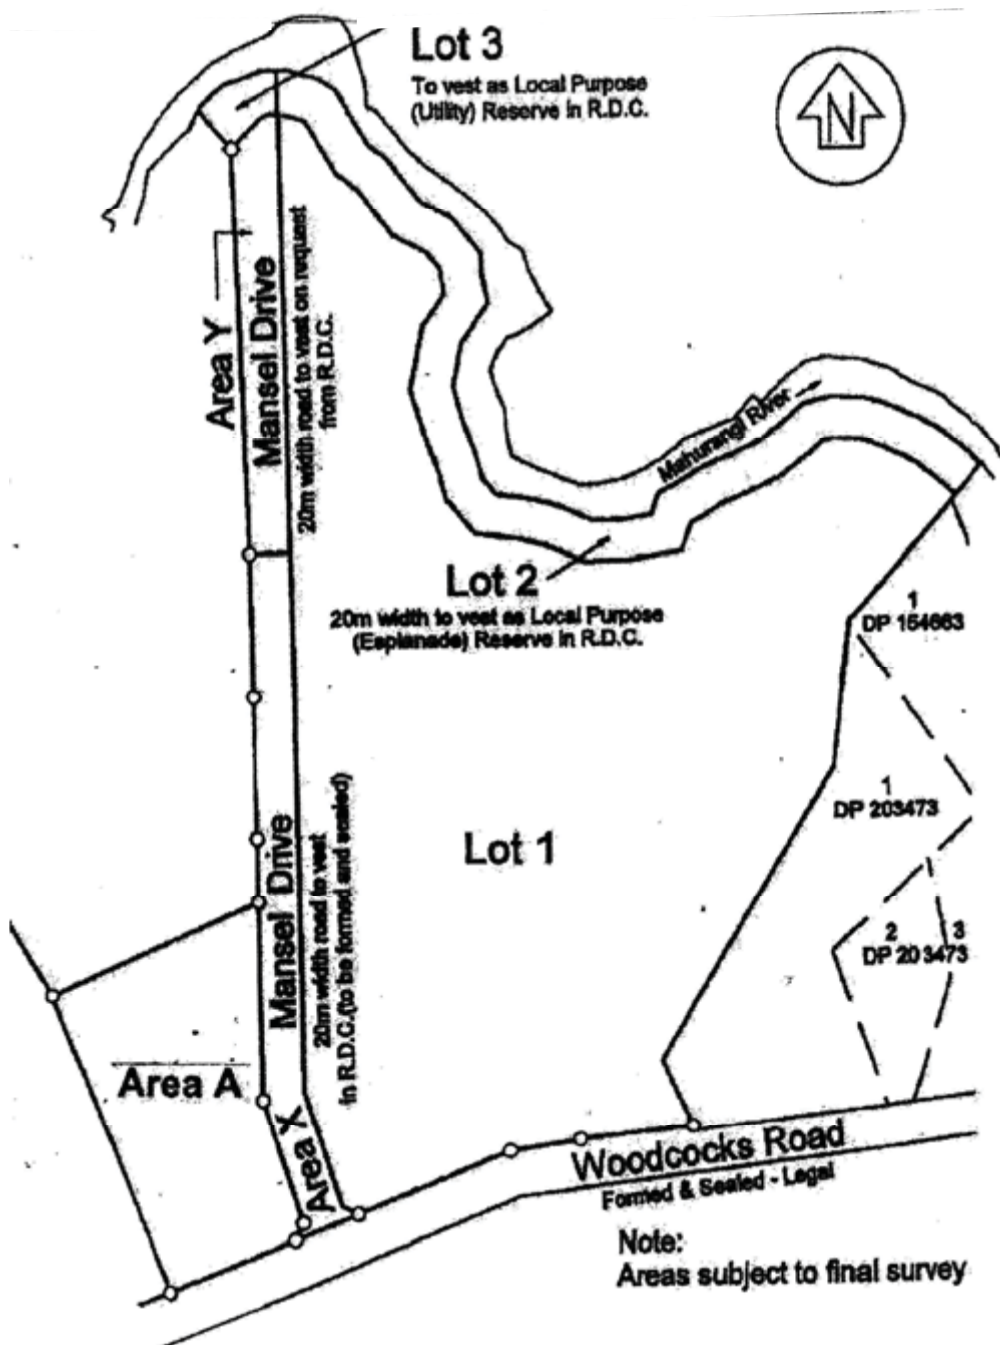 Lot 3
To vest as Local Purpose
(Utility) Reserve in R.D.C.
N
Area Y
Mansel Drive
20m width road to vest on request
from R.D.C.
Mahurangi River
Lot 2
20m width to vest as Local Purpose
(Esplanade) Reserve in R.D.C.
1
DP 154663
1
DP 203473
Lot 1
2
3
DP 203473
Mansel Drive
20m width road to vest
in R.D.C.(to be formed and sealed)
Area A
Area X
Woodcocks Road
Formed & Sealed - Legal
Note:
Areas subject to final survey